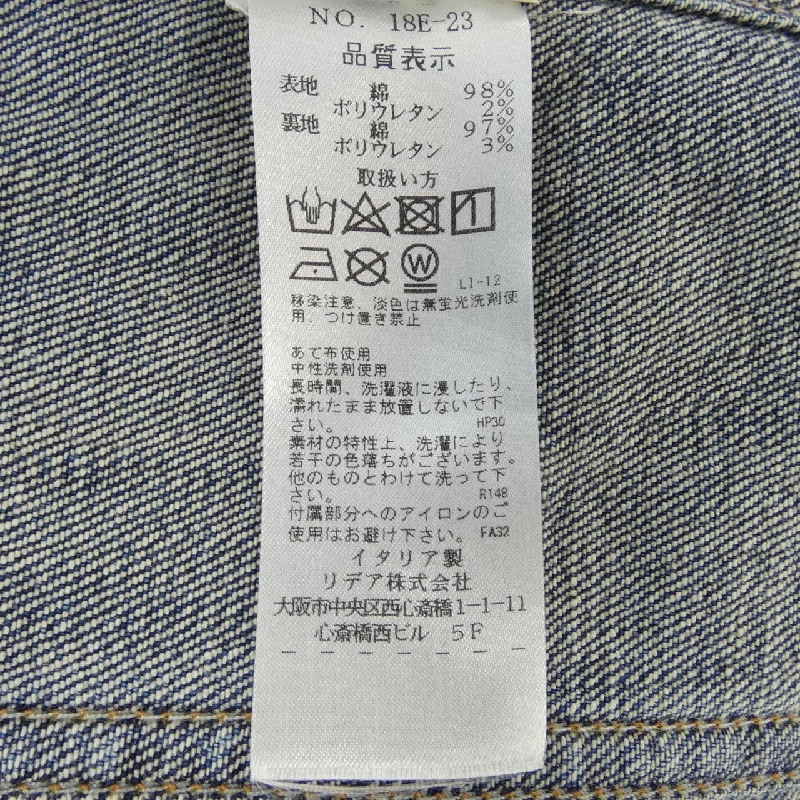 NO. 18E-23
品質表示
表地 綿 98%
ポリウレタン 2%
裏地 綿 97%
ポリウレタン 3%
取扱い方
W
L1-12
移染注意、淡色は無蛍光洗剤使
用、つけ置き禁止
あて布使用
中性洗剤使用
長時間、洗濯液に浸したり、
濡れたまま放置しないで下
さい。 HP30
素材の特性上、洗濯により
若干の色落ちがございます。
他のものとわけて洗って下
さい。 R148
付属部分へのアイロンのご
使用はお避け下さい。 FA32
イタリア製
リデア株式会社
大阪市中央区西心斎橋1-1-11
心斎橋西ビル 5F